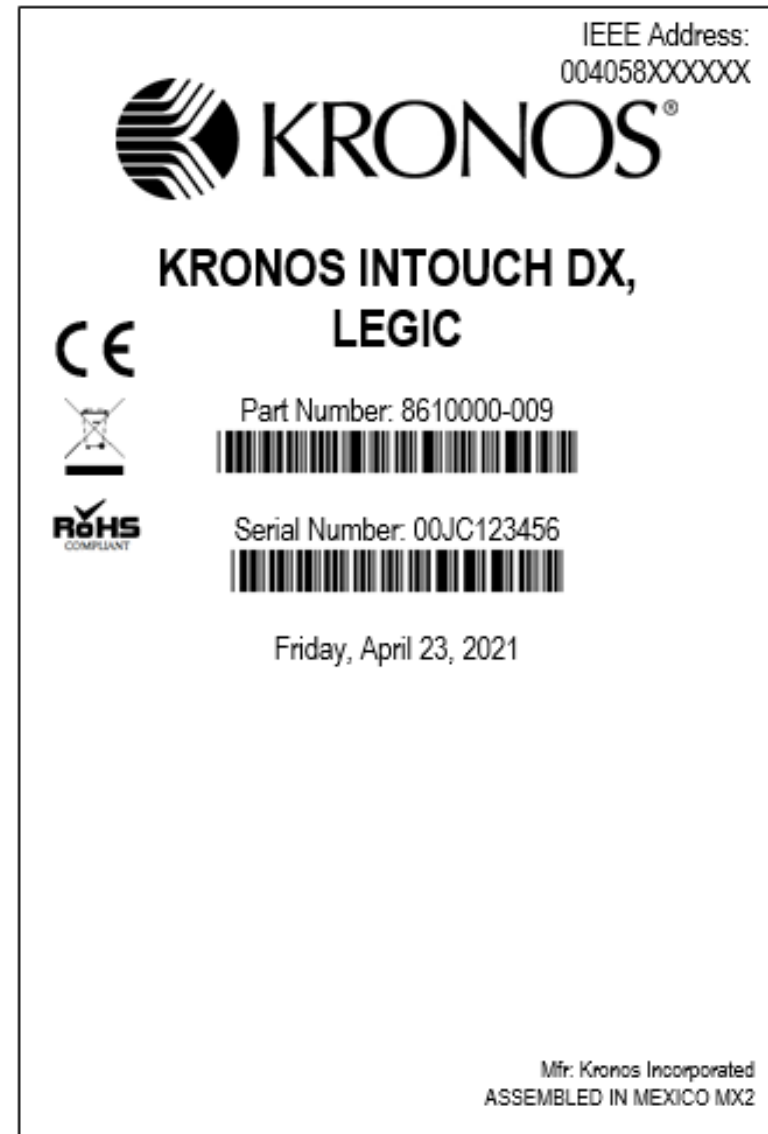 IEEE Address:
004058XXXXXX
KRONOS®
KRONOS INTOUCH DX,
LEGIC
CE
Part Number: 8610000-009
RoHS
COMPLIANT
Serial Number: 00JC123456
Friday, April 23, 2021
Mfr: Kronos Incorporated
ASSEMBLED IN MEXICO MX2